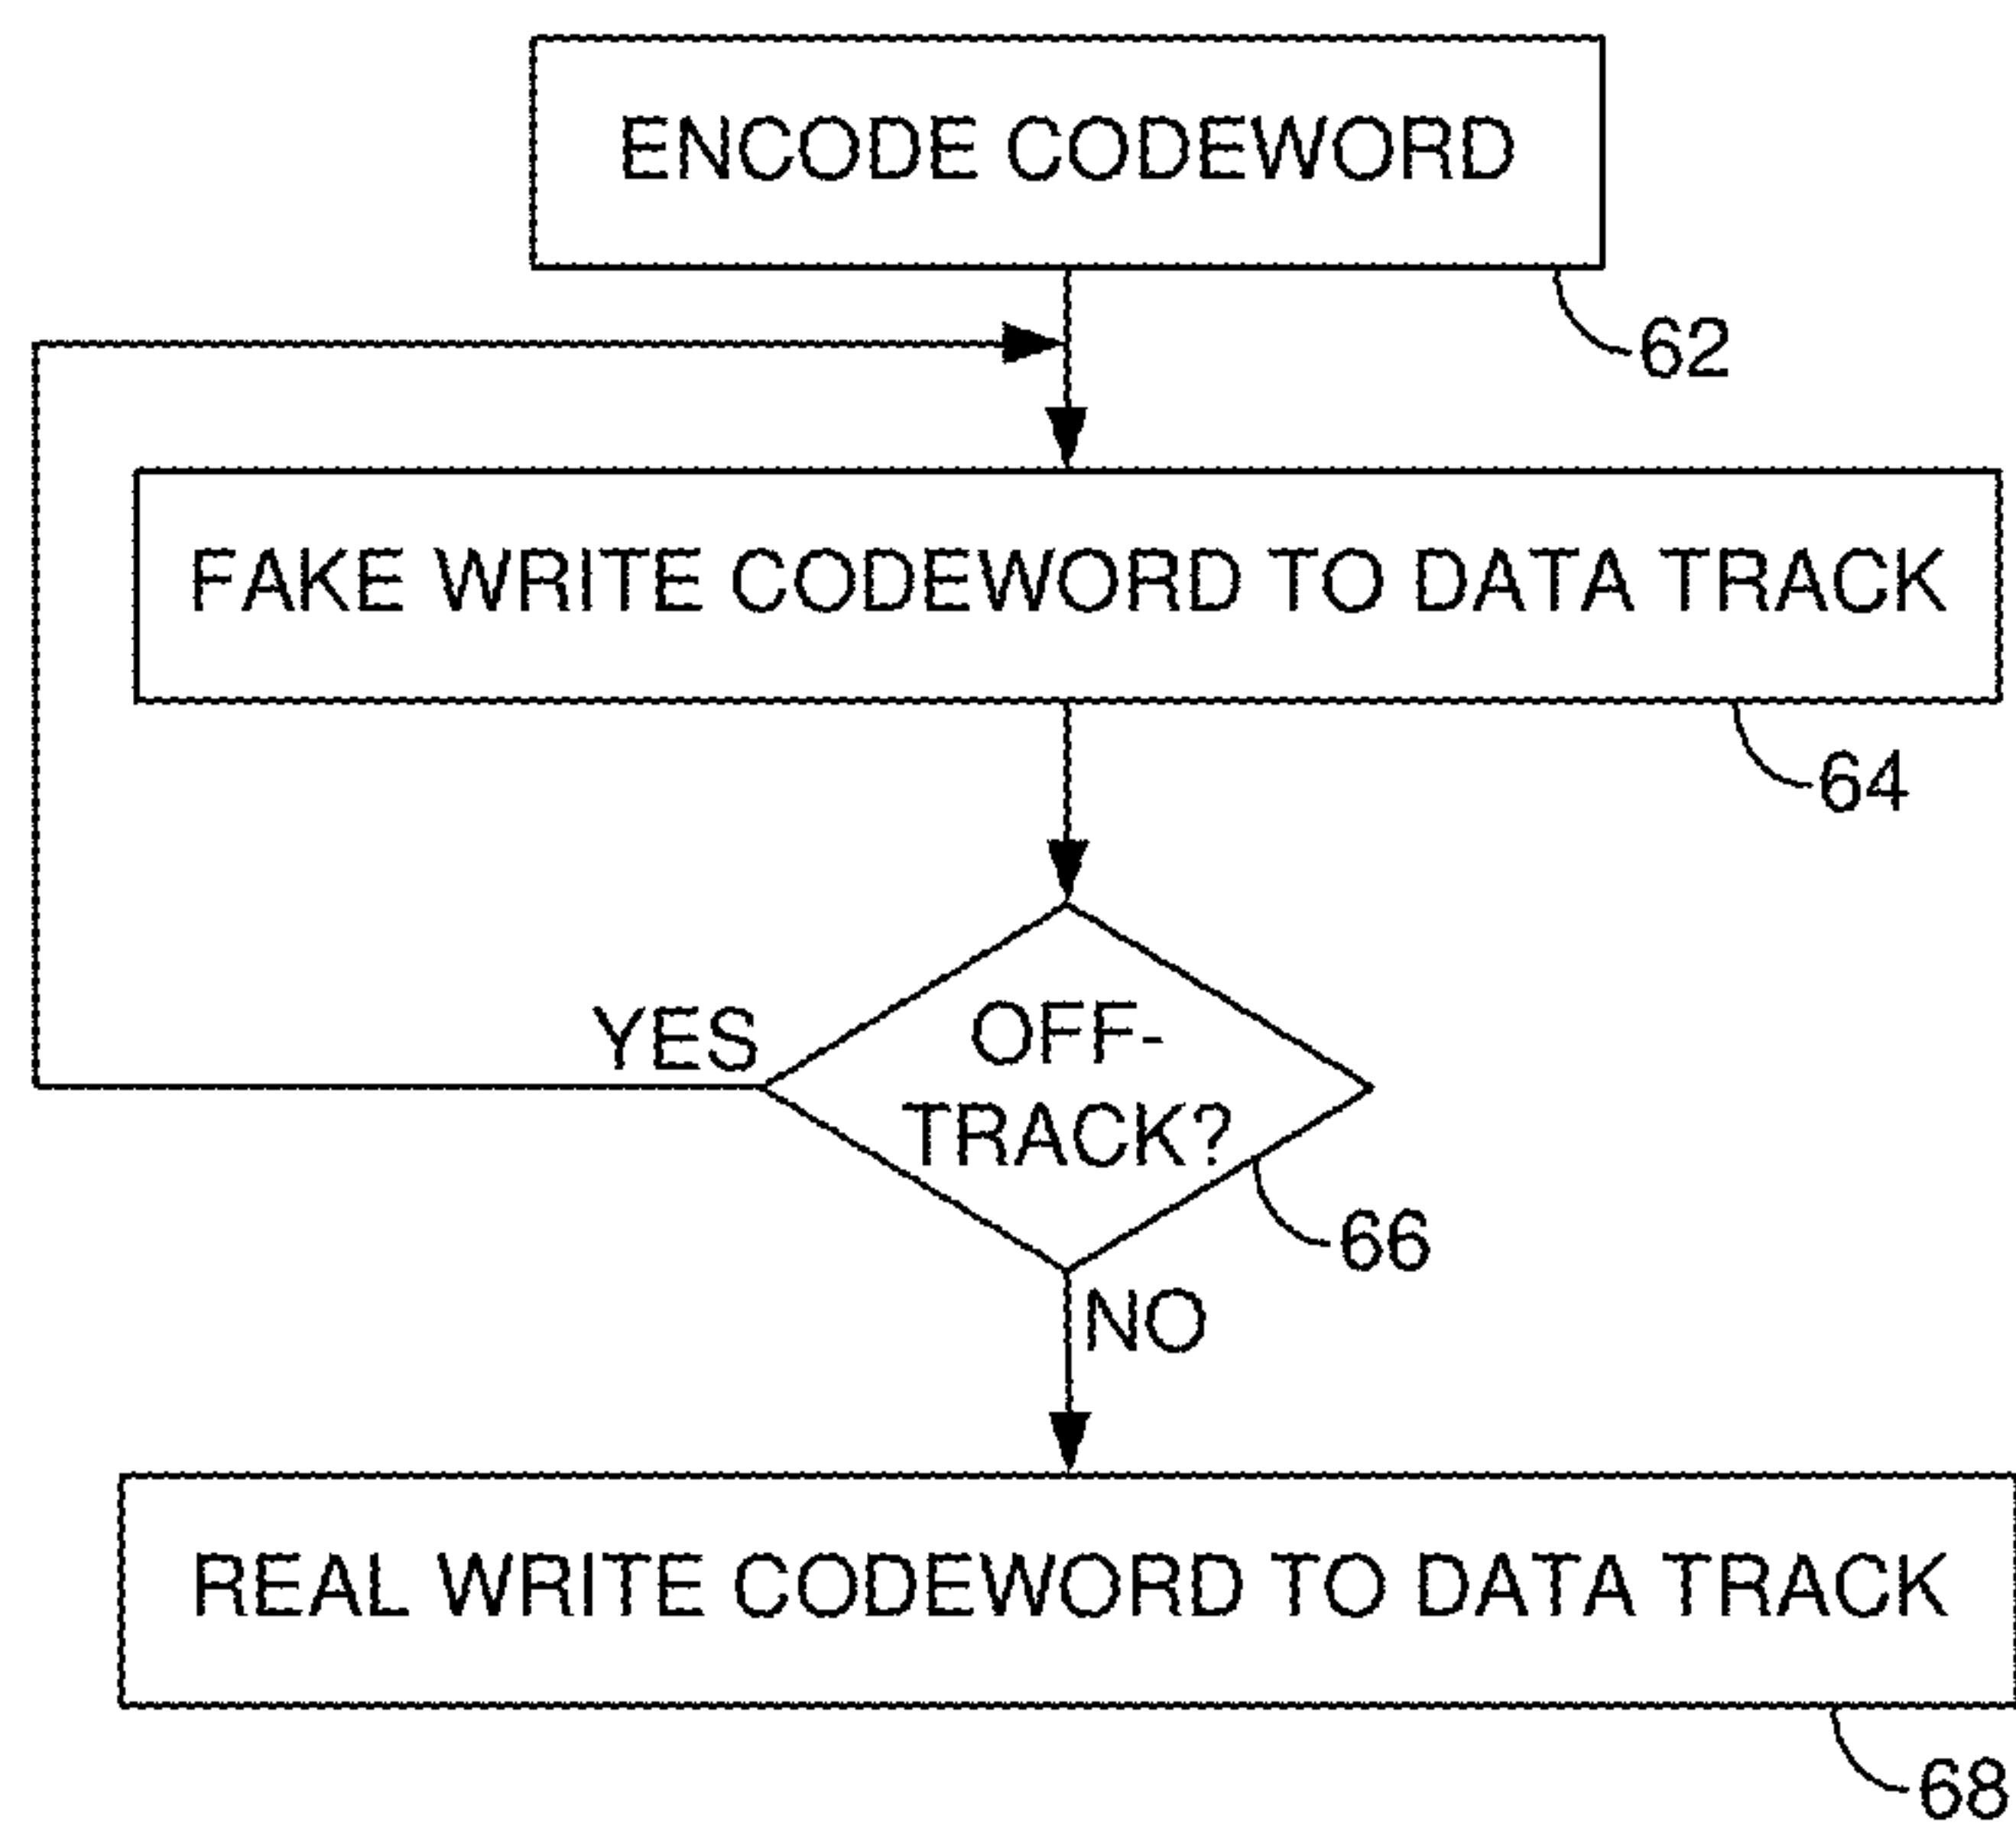 ENCODE CODEWORD
62
FAKE WRITE CODEWORD TO DATA TRACK
64
YES
OFF-
TRACK?
66
NO
REAL WRITE CODEWORD TO DATA TRACK
68